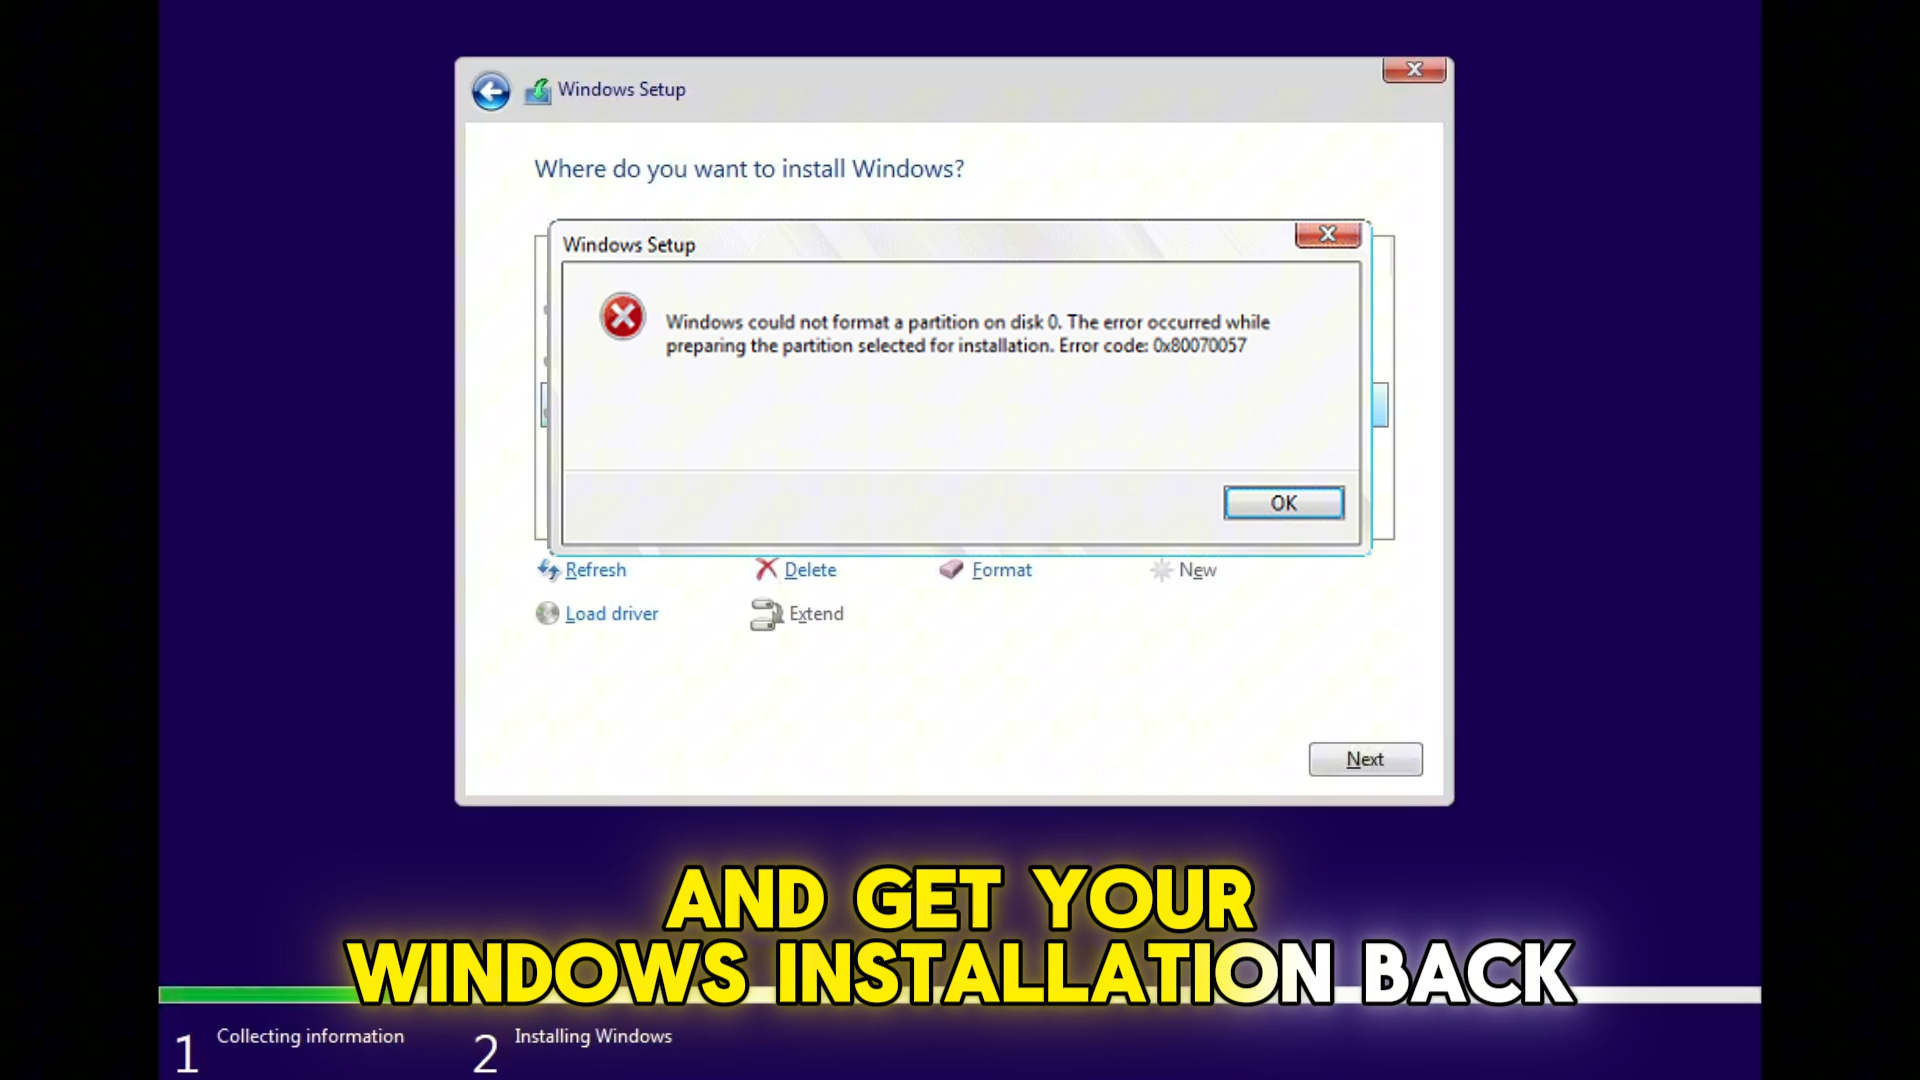 Windows Setup
Where do you want to install Windows?
Windows Setup
Windows could not format a partition on disk 0. The error occurred while
preparing the partition selected for installation. Error code: 0x80070057
OK
Refresh Delete Format New
Load driver Extend
Next
AND GET YOUR
WINDOWS INSTALLATION BACK
1 Collecting information 2 Installing Windows